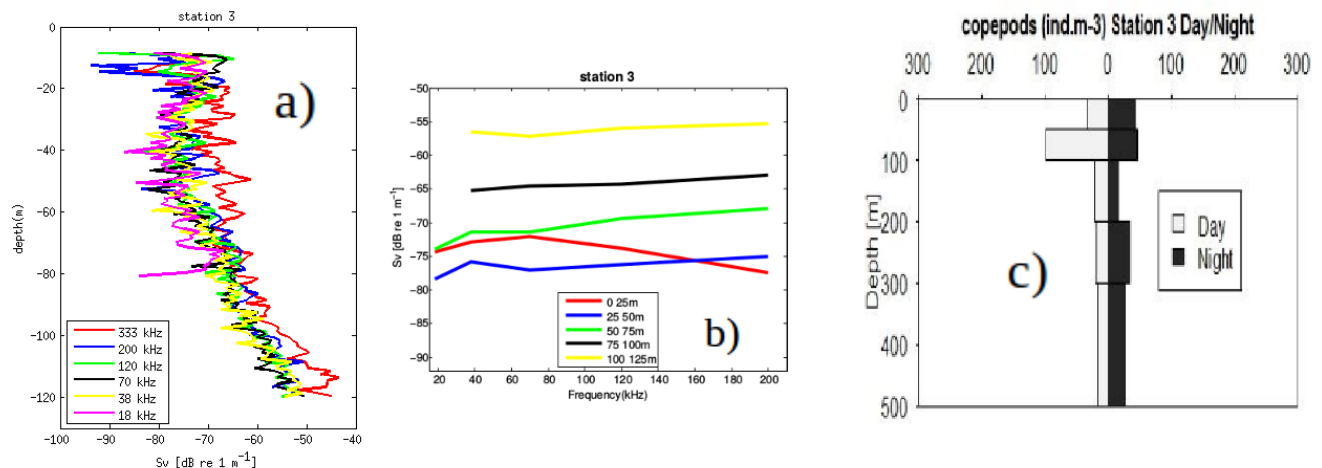 station 3
0
-20
-40
-60
-80
-100
-120
depth(m)
a)
333 kHz
200 kHz
120 kHz
70 kHz
38 kHz
18 kHz
-100 -90 -80 -70 -60 -50 -40
Sv [dB re 1 m-1]
station 3
-50
-55
-60
-65
-70
-75
-80
-85
-90
Sv [dB re 1 m-1]
0 25m
25 50m
50 75m
75 100m
100 125m
b)
20 40 60 80 100 120 140 160 180 200
Frequency(kHz)
copepods (ind.m-3) Station 3 Day/Night
300 200 100 0 100 200 300
0
100
200
300
400
500
Depth [m]
Day
Night
c)